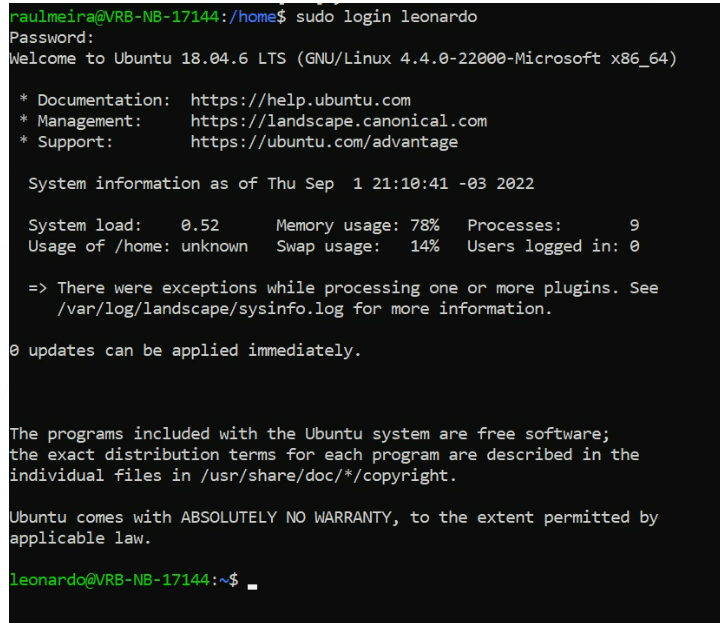 raulmeira@VRB-NB-17144:/home$ sudo login leonardo
Password:
Welcome to Ubuntu 18.04.6 LTS (GNU/Linux 4.4.0-22000-Microsoft x86_64)
* Documentation:  https://help.ubuntu.com
* Management:     https://landscape.canonical.com
* Support:        https://ubuntu.com/advantage
System information as of Thu Sep  1 21:10:41 -03 2022
System load:    0.52      Memory usage: 78%   Processes:       9
Usage of /home: unknown   Swap usage:   14%   Users logged in: 0
=> There were exceptions while processing one or more plugins. See
/var/log/landscape/sysinfo.log for more information.
0 updates can be applied immediately.
The programs included with the Ubuntu system are free software;
the exact distribution terms for each program are described in the
individual files in /usr/share/doc/*/copyright.
Ubuntu comes with ABSOLUTELY NO WARRANTY, to the extent permitted by
applicable law.
leonardo@VRB-NB-17144:~$